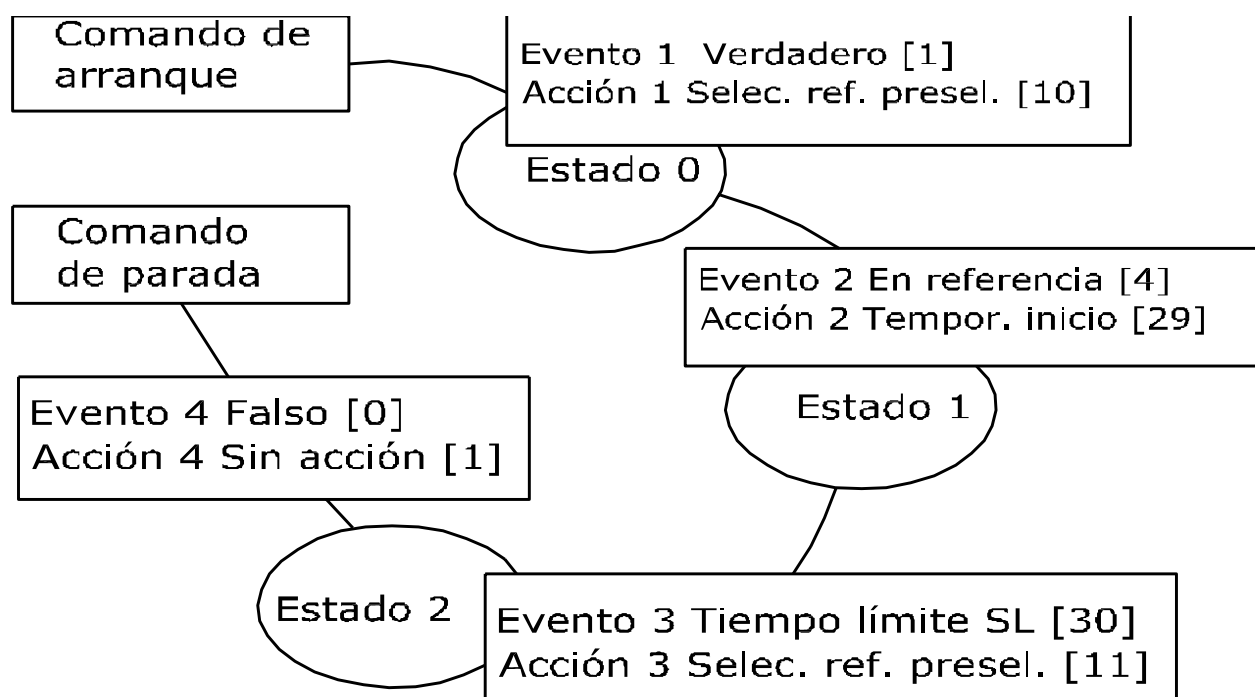 Comando de
arranque
Evento 1 Verdadero [1]
Acción 1 Selec. ref. presel. [10]
Estado 0
Comando
de parada
Evento 2 En referencia [4]
Acción 2 Tempor. inicio [29]
Estado 1
Evento 4 Falso [0]
Acción 4 Sin acción [1]
Estado 2
Evento 3 Tiempo límite SL [30]
Acción 3 Selec. ref. presel. [11]